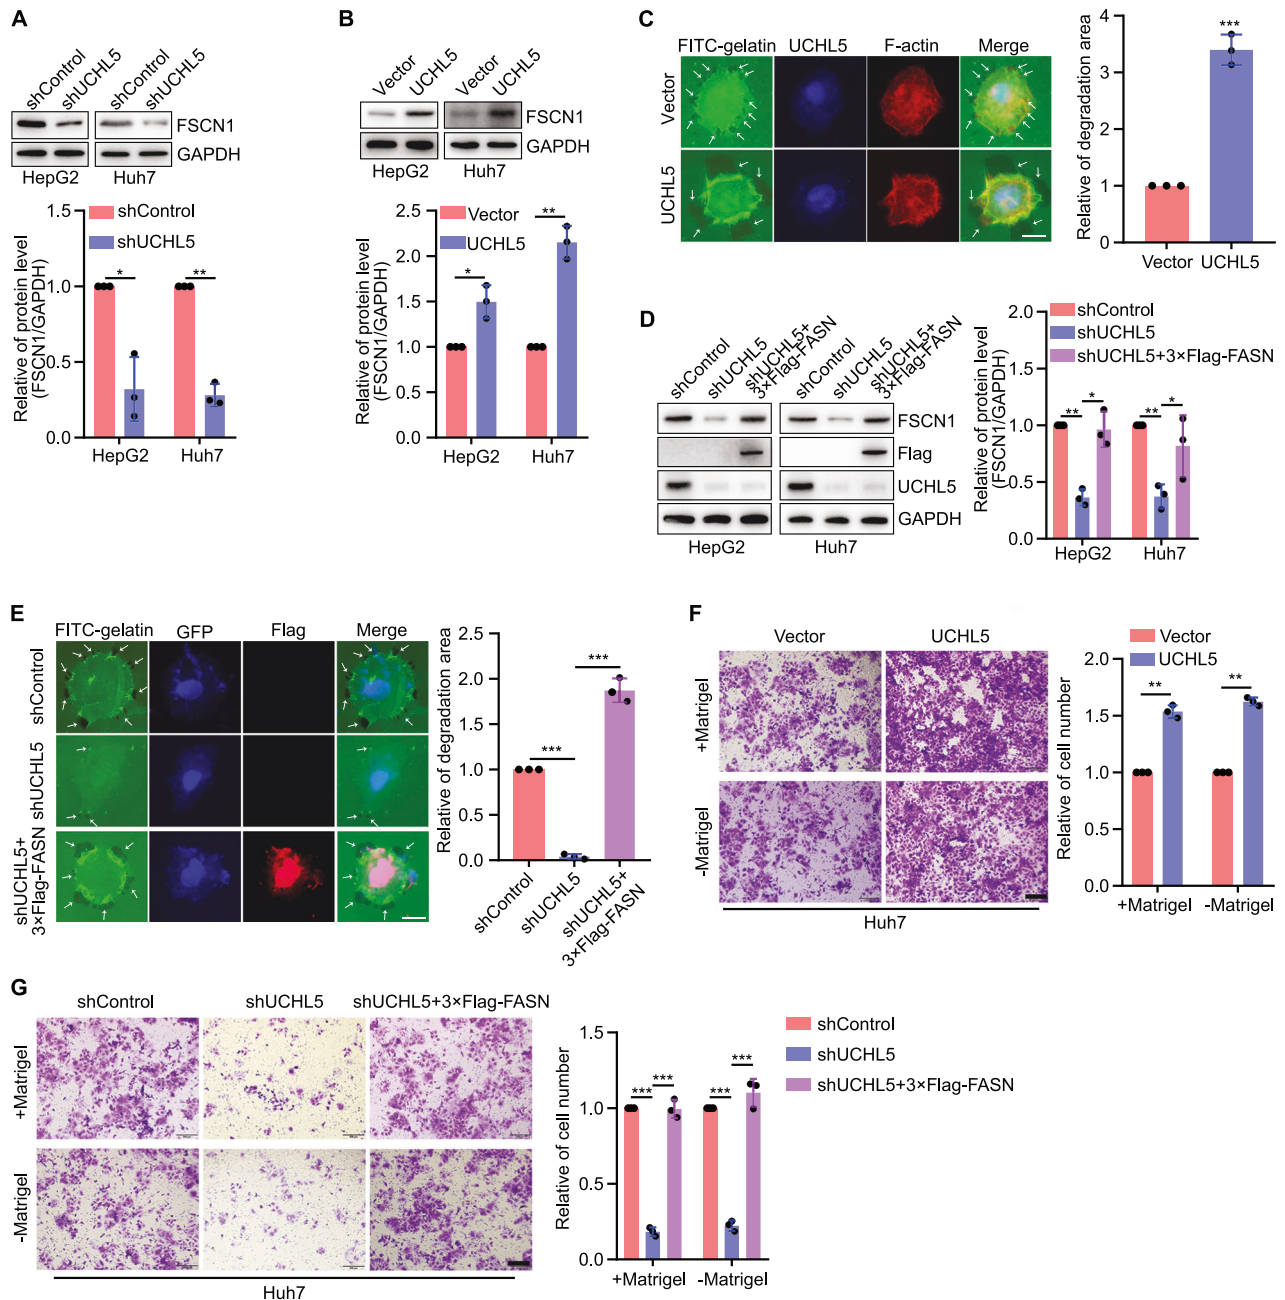 A
shControl
shUCHL5
shControl
shUCHL5
FSCN1
GAPDH
HepG2
Huh7
Relative of protein level
(FSCN1/GAPDH)
1.5
1.0
0.5
0.0
shControl
shUCHL5
*
**
HepG2
Huh7
B
Vector
UCHL5
Vector
UCHL5
FSCN1
GAPDH
HepG2
Huh7
Relative of protein level
(FSCN1/GAPDH)
2.5
2.0
1.5
1.0
0.5
0.0
Vector
UCHL5
*
**
HepG2
Huh7
C
FITC-gelatin
UCHL5
F-actin
Merge
Vector
UCHL5
Relative of degradation area
4
3
2
1
0
***
Vector
UCHL5
D
shControl
shUCHL5
shUCHL5+
3×Flag-FASN
shControl
shUCHL5
shUCHL5+
3×Flag-FASN
FSCN1
Flag
UCHL5
GAPDH
HepG2
Huh7
shControl
shUCHL5
shUCHL5+3×Flag-FASN
Relative of protein level
(FSCN1/GAPDH)
2.0
1.5
1.0
0.5
0.0
**
*
**
*
HepG2
Huh7
E
FITC-gelatin
GFP
Flag
Merge
shControl
shUCHL5
shUCHL5+
3×Flag-FASN
Relative of degradation area
2.5
2.0
1.5
1.0
0.5
0.0
***
***
shControl
shUCHL5
shUCHL5+
3×Flag-FASN
F
Vector
UCHL5
+Matrigel
-Matrigel
Huh7
Vector
UCHL5
Relative of cell number
2.0
1.5
1.0
0.5
0.0
**
**
+Matrigel
-Matrigel
G
shControl
shUCHL5
shUCHL5+3×Flag-FASN
+Matrigel
-Matrigel
Huh7
Relative of cell number
1.5
1.0
0.5
0.0
***
***
***
***
+Matrigel
-Matrigel
shControl
shUCHL5
shUCHL5+3×Flag-FASN